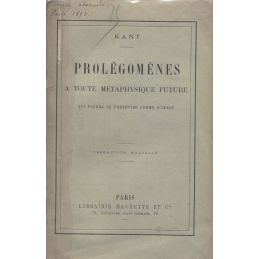 KANT
PROLÉGOMÈNES
A TOUTE MÉTAPHYSIQUE FUTURE
QUI POURRA SE PRÉSENTER COMME SCIENCE
TRADUCTION NOUVELLE
PARIS
LIBRAIRIE HACHETTE ET Cie
79, BOULEVARD SAINT-GERMAIN, 79